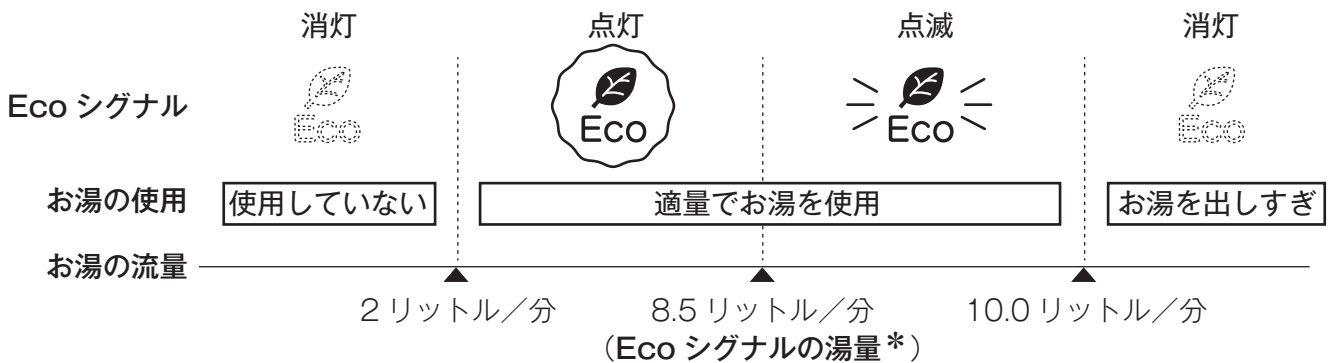 消灯 点灯 点滅 消灯
Eco シグナル Eco Eco Eco Eco
お湯の使用 使用していない 適量でお湯を使用 お湯を出しすぎ
お湯の流量
2 リットル／分 8.5 リットル／分 10.0 リットル／分
（Eco シグナルの湯量＊）